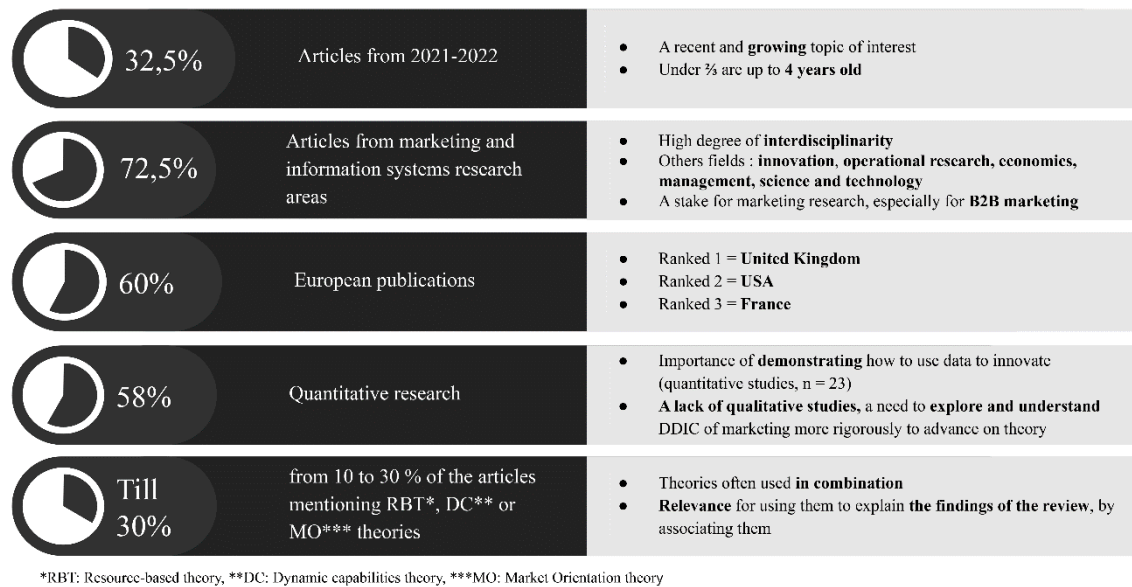 32,5%
Articles from 2021-2022
● A recent and growing topic of interest
● Under ⅔ are up to 4 years old
72,5%
Articles from marketing and
information systems research
areas
● High degree of interdisciplinarity
● Others fields : innovation, operational research, economics,
management, science and technology
● A stake for marketing research, especially for B2B marketing
60%
European publications
● Ranked 1 = United Kingdom
● Ranked 2 = USA
● Ranked 3 = France
58%
Quantitative research
● Importance of demonstrating how to use data to innovate
(quantitative studies, n = 23)
● A lack of qualitative studies, a need to explore and understand
DDIC of marketing more rigorously to advance on theory
Till
30%
from 10 to 30 % of the articles
mentioning RBT*, DC** or
MO*** theories
● Theories often used in combination
● Relevance for using them to explain the findings of the review, by
associating them
*RBT: Resource-based theory, **DC: Dynamic capabilities theory, ***MO: Market Orientation theory